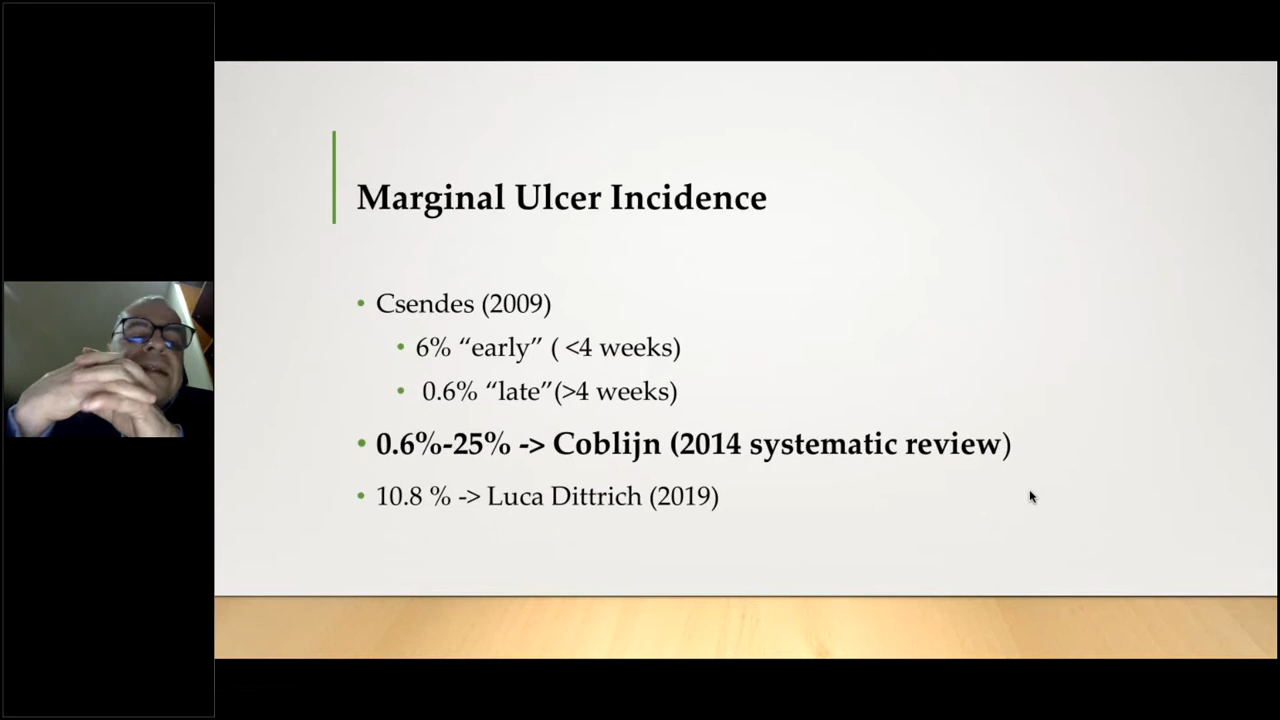 Marginal Ulcer Incidence
• Csendes (2009)
• 6% “early” ( <4 weeks)
• 0.6% “late”(>4 weeks)
• 0.6%-25% -> Coblijn (2014 systematic review)
• 10.8 % -> Luca Dittrich (2019)